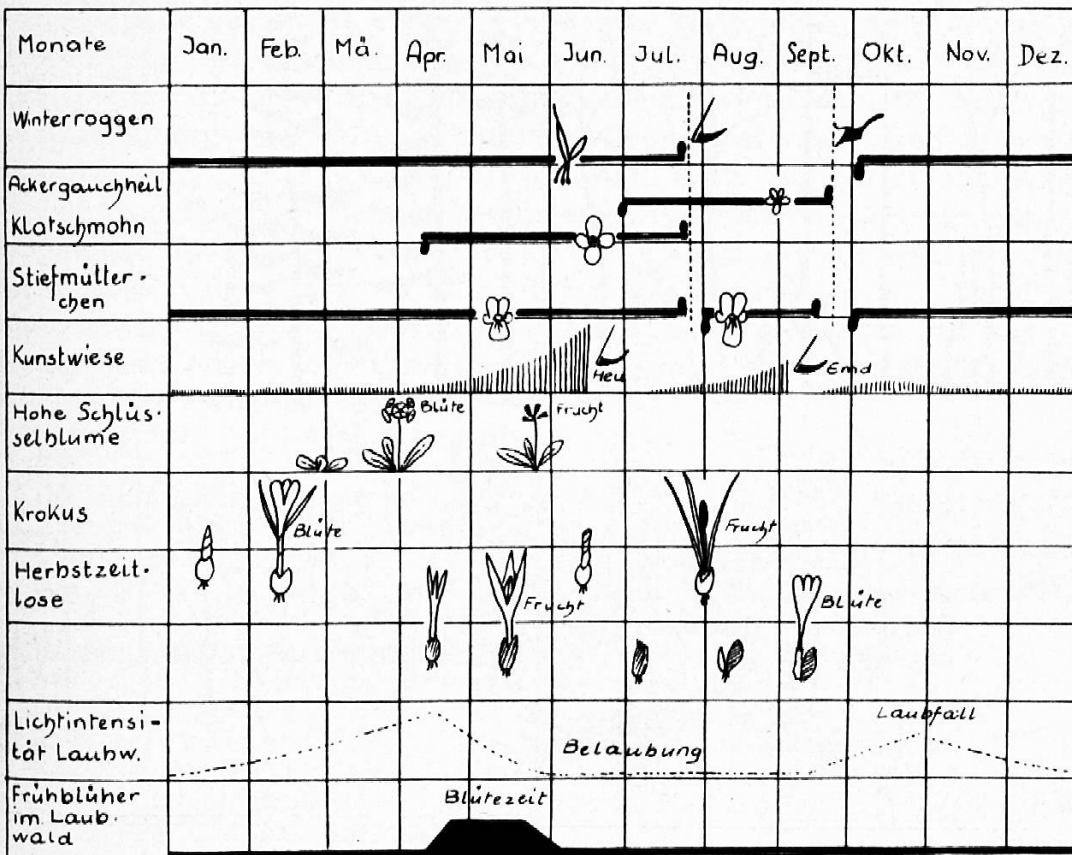 Monate Jan. Feb. Mä. Apr. Mai Jun. Jul. Aug. Sept. Okt. Nov. Dez.
Winterroggen
Ackergauchheil
Klatschmohn
Stiefmütter-
chen
Kunstwiese Heu Emd
Hohe Schlüs-
selblume
Blüte Frucht
Krokus
Blüte Frucht
Herbstzeit-
lose
Frucht Blüte
Lichtintensi-
tät Laubw.
Belaubung Laubfall
Frühblüher
im Laub-
wald
Blütezeit